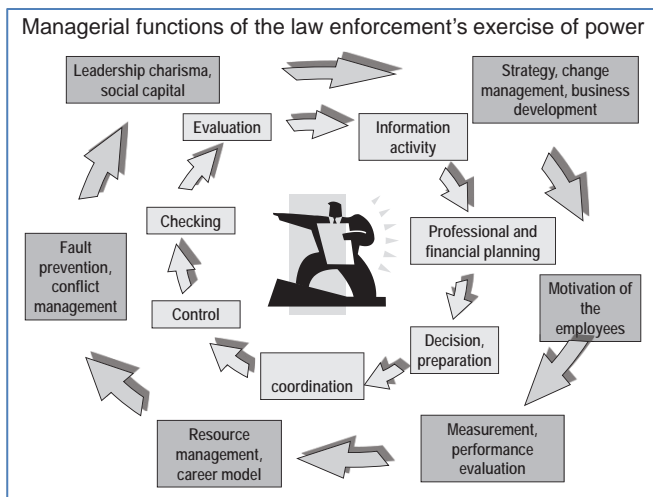 Managerial functions of the law enforcement's exercise of power
Leadership charisma,
social capital
Strategy, change
management, business
development
Evaluation
Information
activity
Checking
Professional and
financial planning
Fault
prevention,
conflict
management
Motivation of
the
employees
Control
Decision,
preparation
coordination
Resource
management,
career model
Measurement,
performance
evaluation